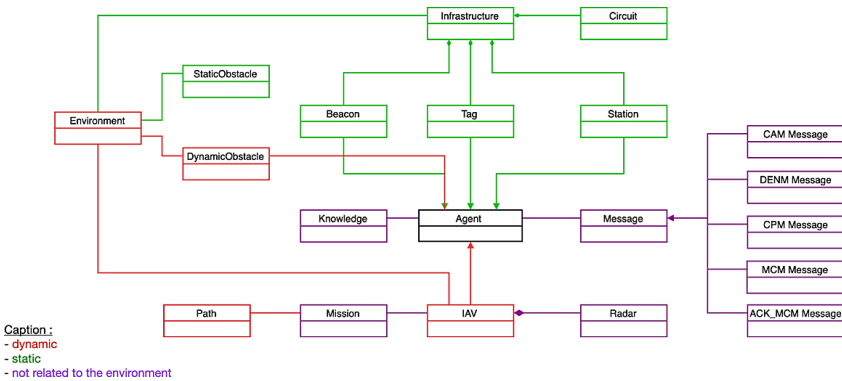 Infrastructure
Circuit
StaticObstacle
Environment
Beacon
Tag
Station
CAM Message
DynamicObstacle
DENM Message
Knowledge
Agent
Message
CPM Message
MCM Message
Path
Mission
IAV
Radar
ACK_MCM Message
Caption :
- dynamic
- static
- not related to the environment